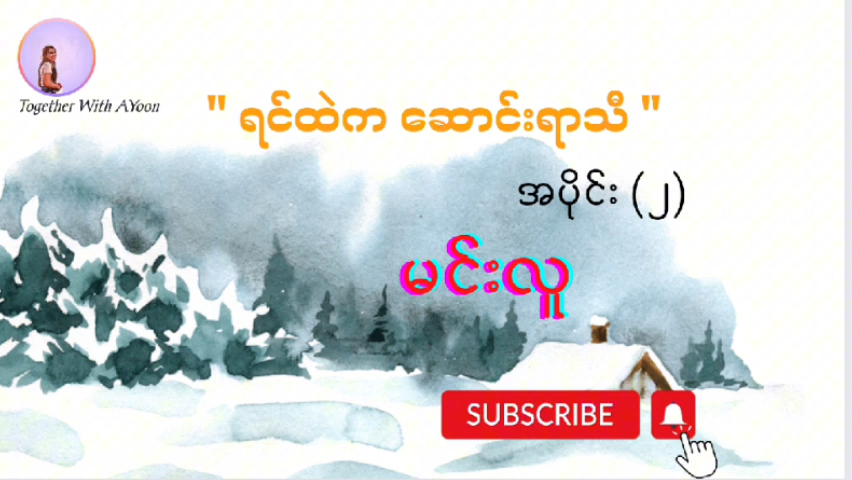 Together With AYoon
" ရင်ထဲက ဆောင်းရာသီ "
အပိုင်း (၂)
မင်းလူ
SUBSCRIBE